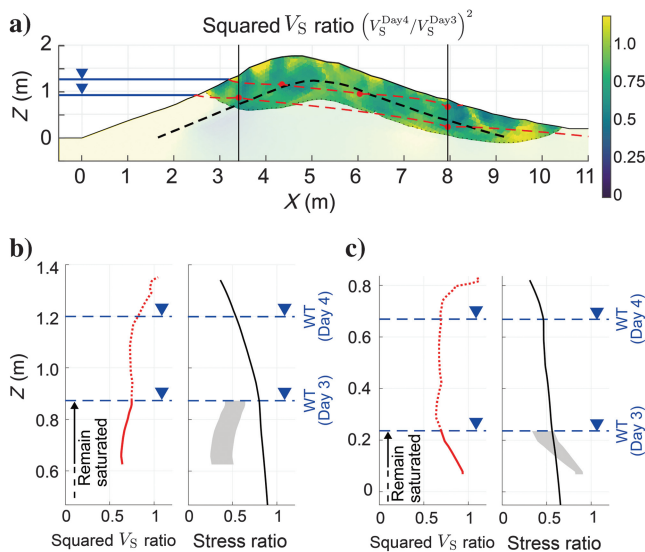 a)
Squared V_S ratio (V_S^Day4/V_S^Day3)^2
Z (m)
2
1
0
0 1 2 3 4 5 6 7 8 9 10 11
X (m)
1.0
0.75
0.50
0.25
0
b)
Z (m)
1.4
1.2
1.0
0.8
0.6
Remain
saturated
0 0.5 1
Squared V_S ratio
0 0.5 1
Stress ratio
WT
(Day 4)
WT
(Day 3)
c)
0.8
0.6
0.4
0.2
0
Remain
saturated
0 0.5 1
Squared V_S ratio
0 0.5 1
Stress ratio
WT
(Day 4)
WT
(Day 3)